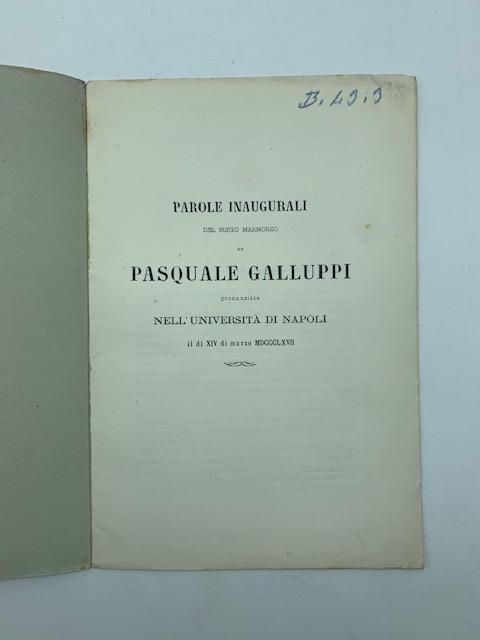 B. 43.3
PAROLE INAUGURALI
DEL BUSTO MARMOREO
DI
PASQUALE GALLUPPI
pronunziate
NELL'UNIVERSITÀ DI NAPOLI
il dì XIV di marzo MDCCCLXVII